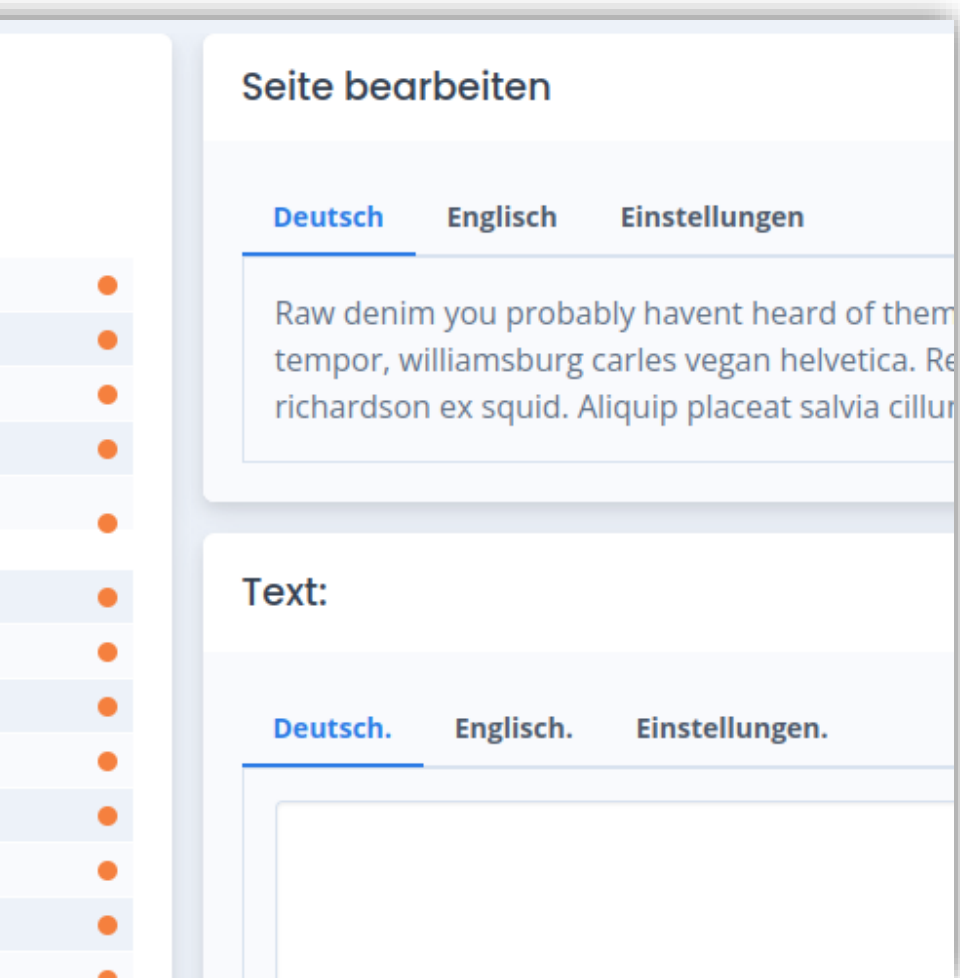 Seite bearbeiten
Deutsch Englisch Einstellungen
Raw denim you probably havent heard of them
tempor, williamsburg carles vegan helvetica.
richardson ex squid. Aliquip placeat salvia
Text:
Deutsch. Englisch. Einstellungen.